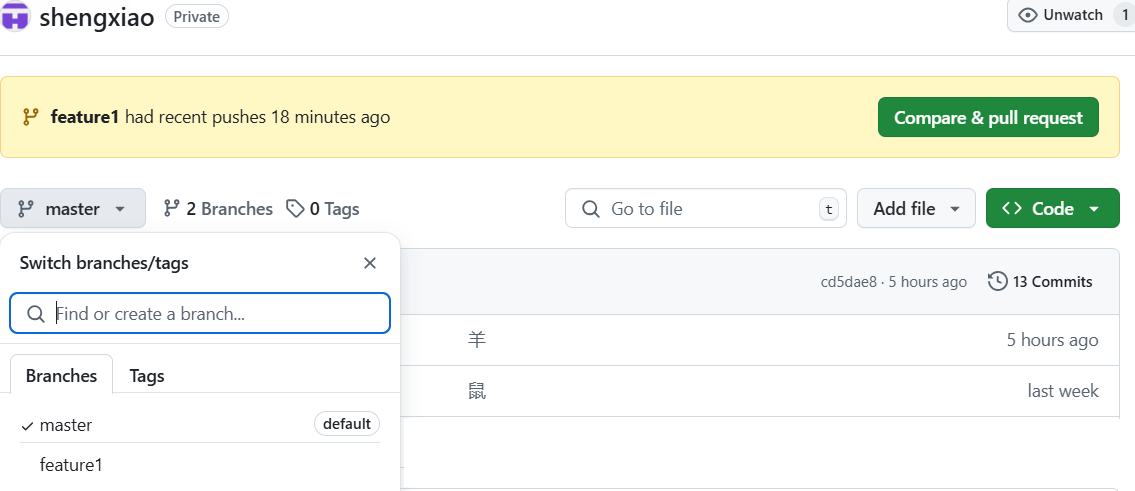 shengxiao Private Unwatch 1
feature1 had recent pushes 18 minutes ago Compare & pull request
master 2 Branches 0 Tags Go to file t Add file Code
Switch branches/tags
cd5dae8 · 5 hours ago 13 Commits
Find or create a branch...
羊 5 hours ago
Branches Tags
鼠 last week
master default
feature1